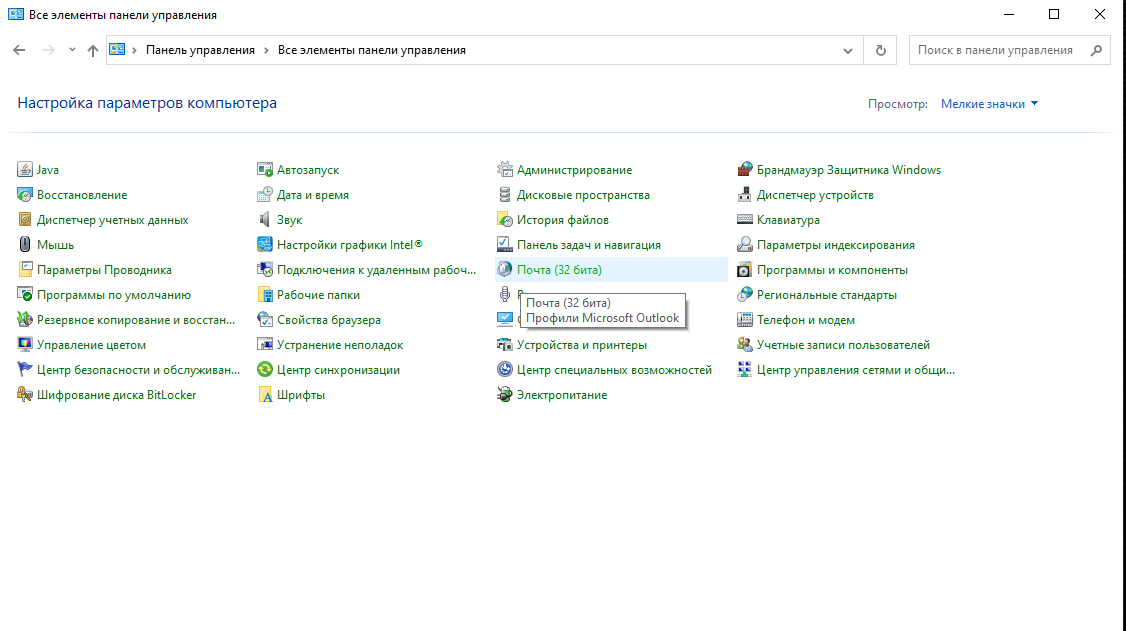 Все элементы панели управления
Панель управления › Все элементы панели управления
Поиск в панели управления
Настройка параметров компьютера
Просмотр: Мелкие значки
Java
Автозапуск
Администрирование
Брандмауэр Защитника Windows
Восстановление
Дата и время
Дисковые пространства
Диспетчер устройств
Диспетчер учетных данных
Звук
История файлов
Клавиатура
Мышь
Настройки графики Intel®
Панель задач и навигация
Параметры индексирования
Параметры Проводника
Подключения к удаленным рабоч...
Почта (32 бита)
Программы и компоненты
Программы по умолчанию
Рабочие папки
Региональные стандарты
Почта (32 бита)
Профили Microsoft Outlook
Резервное копирование и восстан...
Свойства браузера
Телефон и модем
Управление цветом
Устранение неполадок
Устройства и принтеры
Учетные записи пользователей
Центр безопасности и обслуживан...
Центр синхронизации
Центр специальных возможностей
Центр управления сетями и общи...
Шифрование диска BitLocker
Шрифты
Электропитание